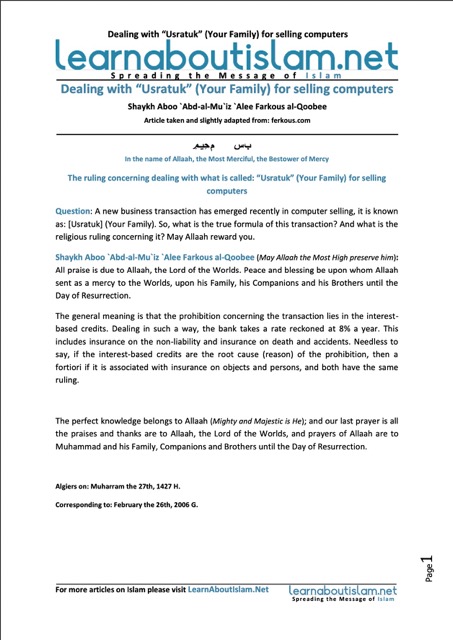 Dealing with “Usratuk” (Your Family) for selling computers
learnaboutislam.net
Spreading the Message of Islam
Dealing with “Usratuk” (Your Family) for selling computers
Shaykh Aboo `Abd-al-Mu`iz `Alee Farkous al-Qoobee
Article taken and slightly adapted from: ferkous.com
In the name of Allaah, the Most Merciful, the Bestower of Mercy
The ruling concerning dealing with what is called: “Usratuk” (Your Family) for selling
computers
Question: A new business transaction has emerged recently in computer selling, it is known
as: [Usratuk] (Your Family). So, what is the true formula of this transaction? And what is the
religious ruling concerning it? May Allaah reward you.
Shaykh Aboo `Abd-al-Mu`iz `Alee Farkous al-Qoobee (May Allaah the Most High preserve him):
All praise is due to Allaah, the Lord of the Worlds. Peace and blessing be upon whom Allaah
sent as a mercy to the Worlds, upon his Family, his Companions and his Brothers until the
Day of Resurrection.
The general meaning is that the prohibition concerning the transaction lies in the interest-
based credits. Dealing in such a way, the bank takes a rate reckoned at 8% a year. This
includes insurance on the non-liability and insurance on death and accidents. Needless to
say, if the interest-based credits are the root cause (reason) of the prohibition, then a
fortiori if it is associated with insurance on objects and persons, and both have the same
ruling.
The perfect knowledge belongs to Allaah (Mighty and Majestic is He); and our last prayer is all
the praises and thanks are to Allaah, the Lord of the Worlds, and prayers of Allaah are to
Muhammad and his Family, Companions and Brothers until the Day of Resurrection.
Algiers on: Muharram the 27th, 1427 H.
Corresponding to: February the 26th, 2006 G.
Page 1
For more articles on Islam please visit LearnAboutIslam.Net
learnaboutislam.net
Spreading the Message of Islam